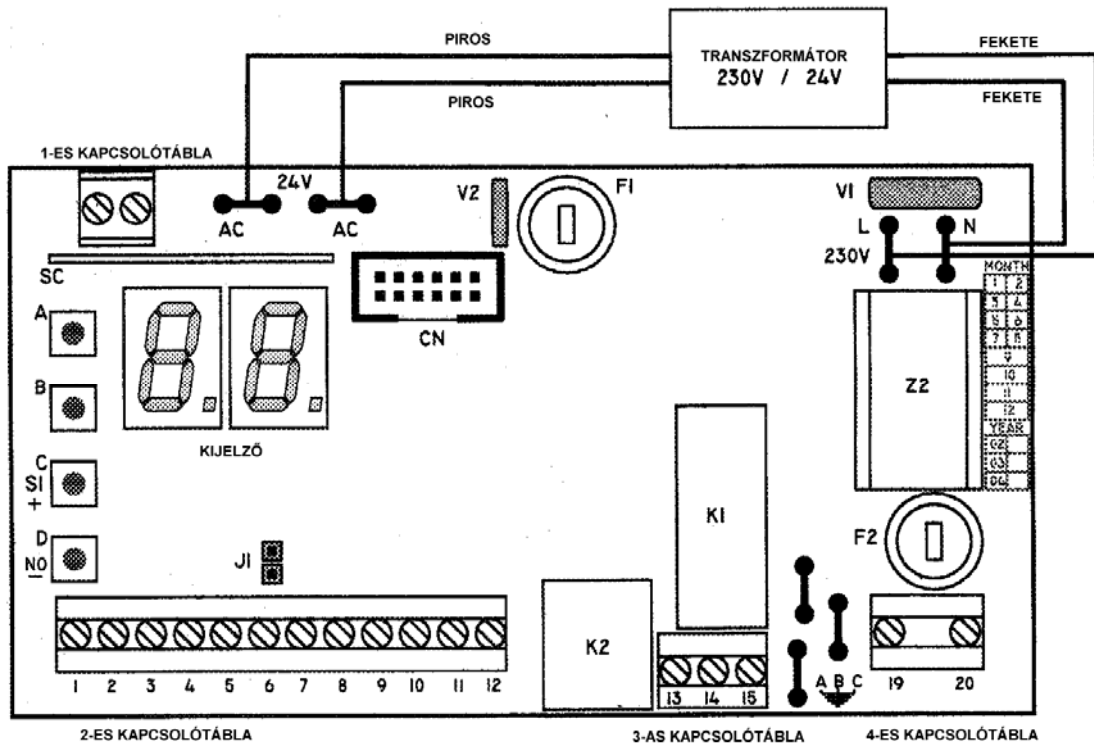 PIROS
TRANSZFORMÁTOR
230V / 24V
FEKETE
PIROS
FEKETE
1-ES KAPCSOLÓTÁBLA
24V
AC
AC
V2
F1
V1
L
N
230V
SC
CN
MONTH
1 2
3 4
5 6
7 8
9
10
11
12
YEAR
02
03
04
A
B
C
SI
+
D
NO
–
KIJELZŐ
Z2
K1
F2
J1
K2
1 2 3 4 5 6 7 8 9 10 11 12
13 14 15
A B C
19 20
2-ES KAPCSOLÓTÁBLA
3-AS KAPCSOLÓTÁBLA
4-ES KAPCSOLÓTÁBLA